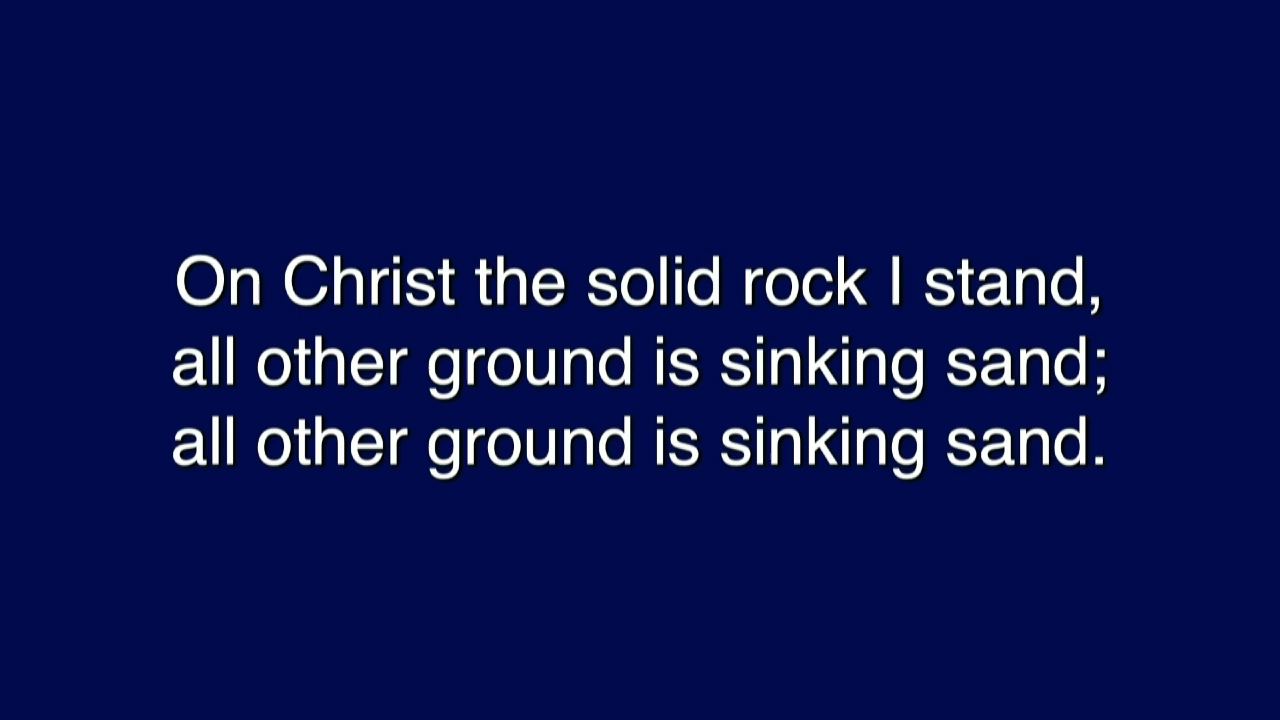 On Christ the solid rock I stand,
all other ground is sinking sand;
all other ground is sinking sand.